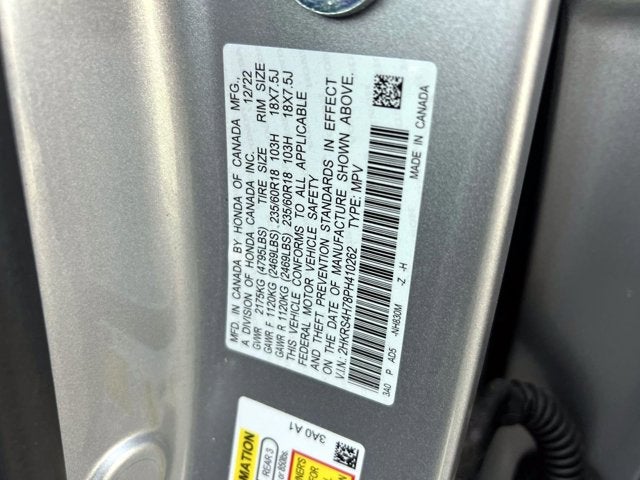 MFD. IN CANADA BY HONDA OF CANADA MFG.,
A DIVISION OF HONDA CANADA INC. 12/22
GVWR 2175KG (4795LBS) TIRE SIZE RIM SIZE
GAWR F 1120KG (2469LBS) 235/60R18 103H 18X7.5J
GAWR R 1120KG (2469LBS) 235/60R18 103H 18X7.5J
THIS VEHICLE CONFORMS TO ALL APPLICABLE
FEDERAL MOTOR VEHICLE SAFETY
AND THEFT PREVENTION STANDARDS IN EFFECT
ON THE DATE OF MANUFACTURE SHOWN ABOVE.
V.I.N.: 2HKRS4H78PH410262 TYPE: MPV
3A0 P AD5 -NH830M -Z -H
MADE IN CANADA
3A0 A1
REAR 3